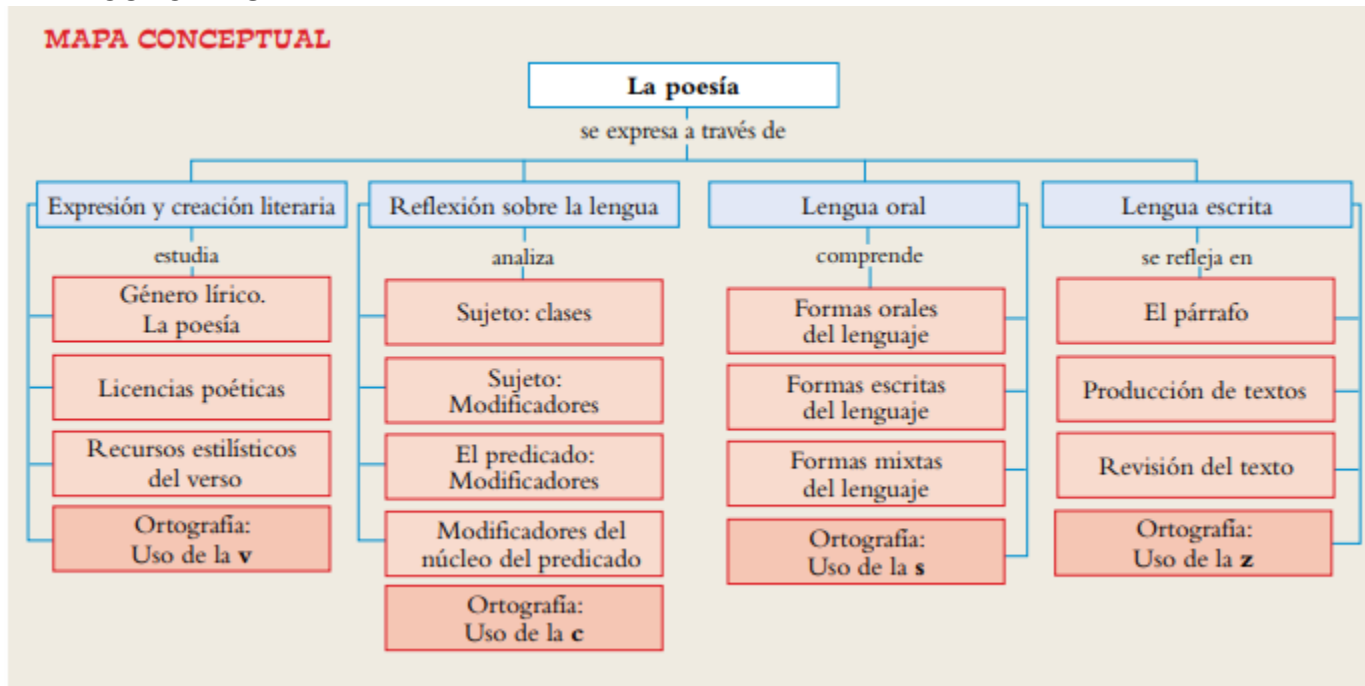 MAPA CONCEPTUAL
La poesía
se expresa a través de
Expresión y creación literaria
estudia
Género lírico.
La poesía
Licencias poéticas
Recursos estilísticos
del verso
Ortografía:
Uso de la v
Reflexión sobre la lengua
analiza
Sujeto: clases
Sujeto:
Modificadores
El predicado:
Modificadores
Modificadores del
núcleo del predicado
Ortografía:
Uso de la c
Lengua oral
comprende
Formas orales
del lenguaje
Formas escritas
del lenguaje
Formas mixtas
del lenguaje
Ortografía:
Uso de la s
Lengua escrita
se refleja en
El párrafo
Producción de textos
Revisión del texto
Ortografía:
Uso de la z